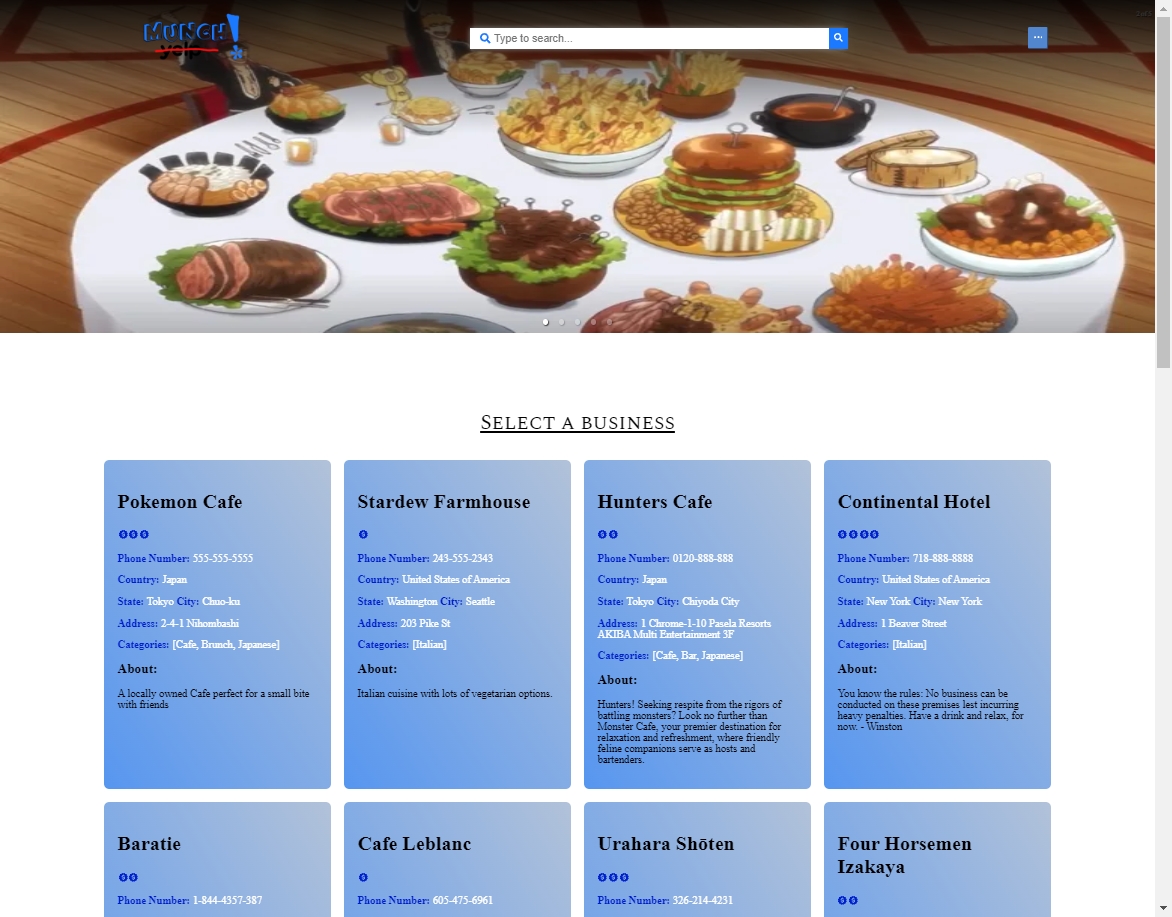 MUNCH!
yelp
Type to search...
...
SELECT A BUSINESS
Pokemon Cafe
Phone Number: 555-555-5555
Country: Japan
State: Tokyo City: Chuo-ku
Address: 2-4-1 Nihombashi
Categories: [Cafe, Brunch, Japanese]
About:
A locally owned Cafe perfect for a small bite
with friends
Stardew Farmhouse
Phone Number: 243-555-2343
Country: United States of America
State: Washington City: Seattle
Address: 203 Pike St
Categories: [Italian]
About:
Italian cuisine with lots of vegetarian options.
Hunters Cafe
Phone Number: 0120-888-888
Country: Japan
State: Tokyo City: Chiyoda City
Address: 1 Chrome-1-10 Pasela Resorts
AKIBA Multi Entertainment 3F
Categories: [Cafe, Bar, Japanese]
About:
Hunters! Seeking respite from the rigors of
battling monsters? Look no further than
Monster Cafe, your premier destination for
relaxation and refreshment, where friendly
feline companions serve as hosts and
bartenders.
Continental Hotel
Phone Number: 718-888-8888
Country: United States of America
State: New York City: New York
Address: 1 Beaver Street
Categories: [Italian]
About:
You know the rules: No business can be
conducted on these premises lest incurring
heavy penalties. Have a drink and relax, for
now. - Winston
Baratie
Phone Number: 1-844-4357-387
Cafe Leblanc
Phone Number: 605-475-6961
Urahara Shōten
Phone Number: 326-214-4231
Four Horsemen
Izakaya